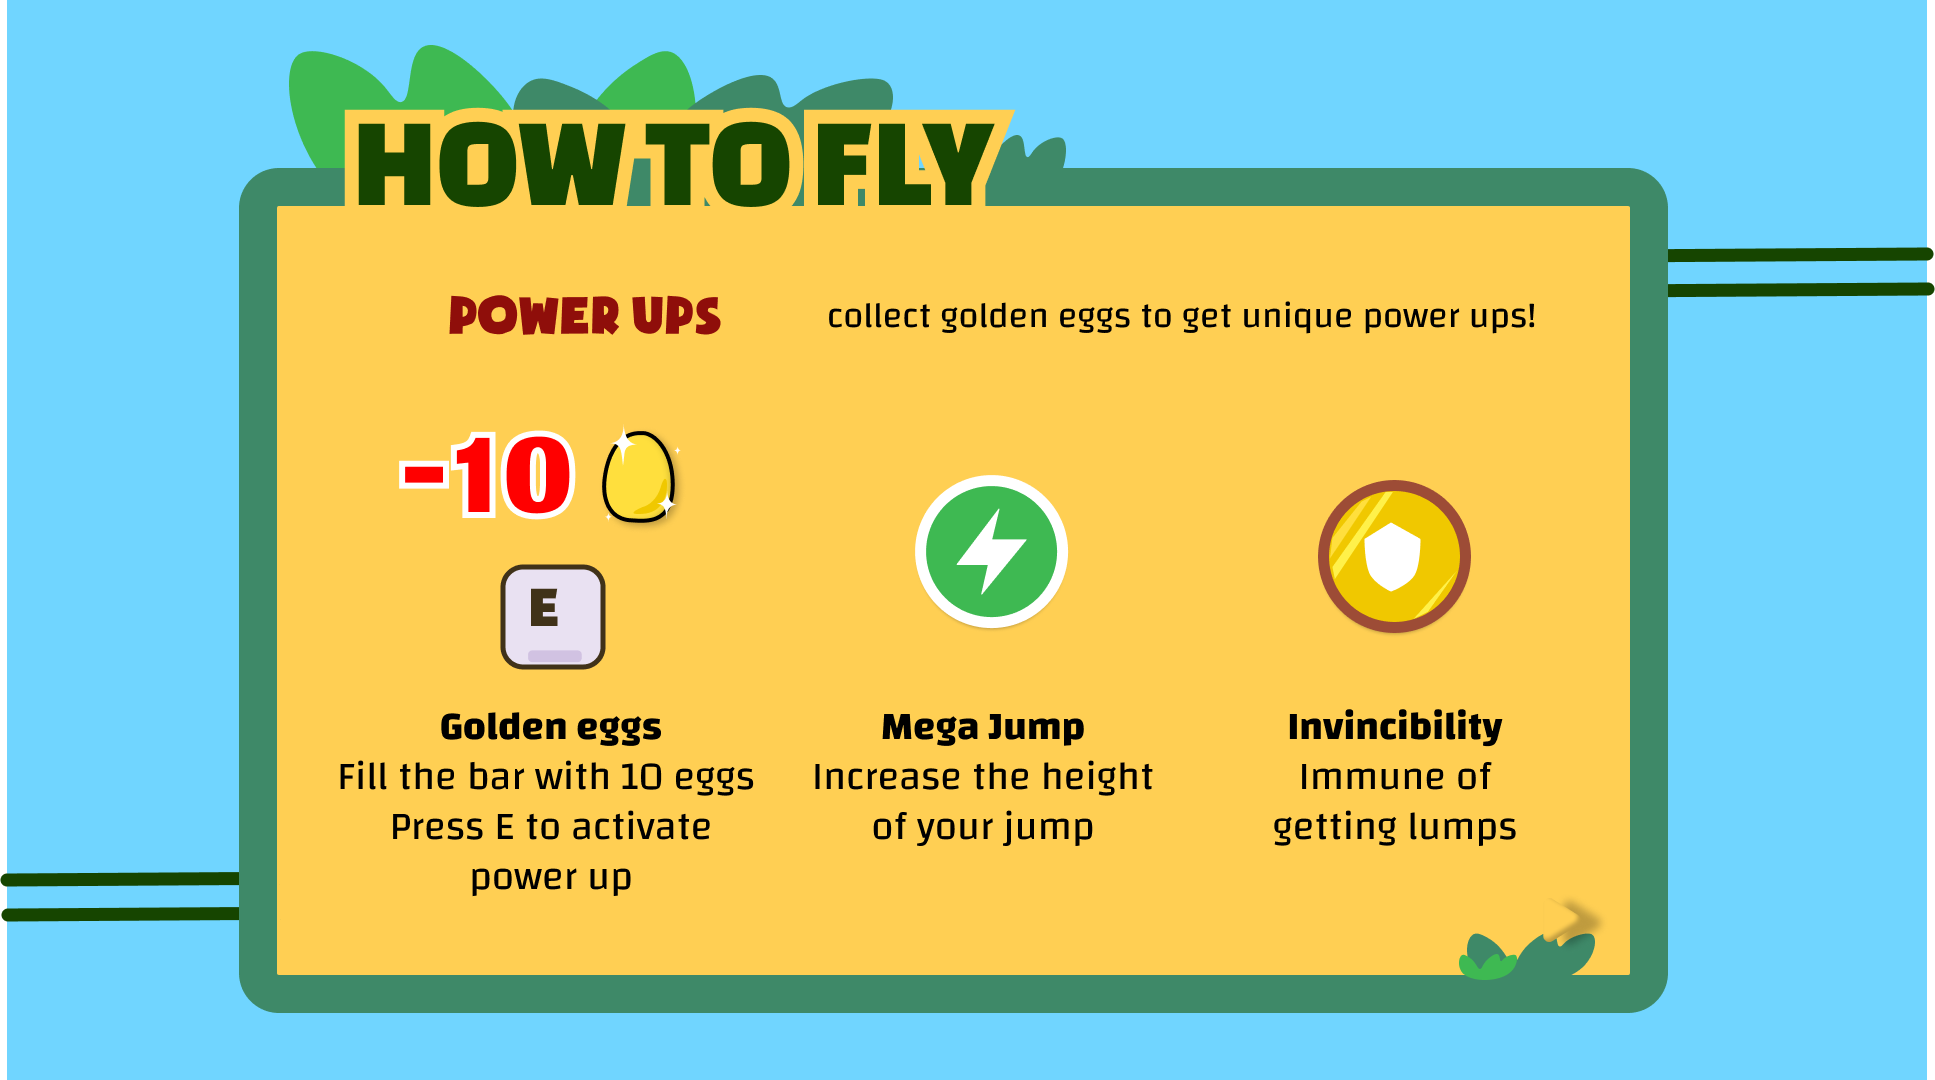 HOW TO FLY
POWER UPS
collect golden eggs to get unique power ups!
-10
E
Golden eggs
Fill the bar with 10 eggs
Press E to activate
power up
Mega Jump
Increase the height
of your jump
Invincibility
Immune of
getting lumps